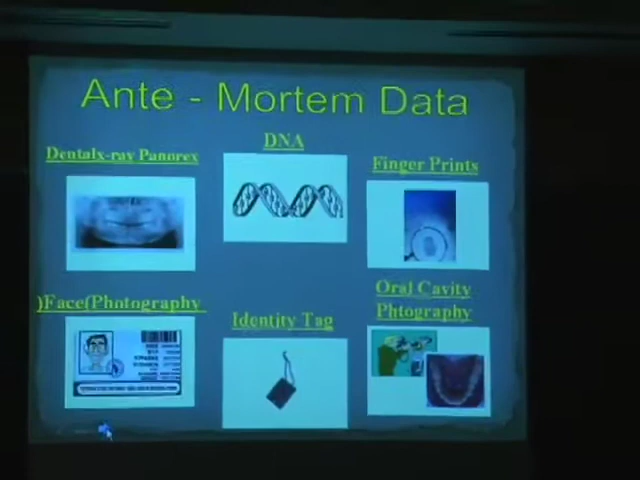 Ante - Mortem Data
Dentalx-ray Panorex
DNA
Finger Prints
)Face(Photography
Identity Tag
Oral Cavity
Phtography